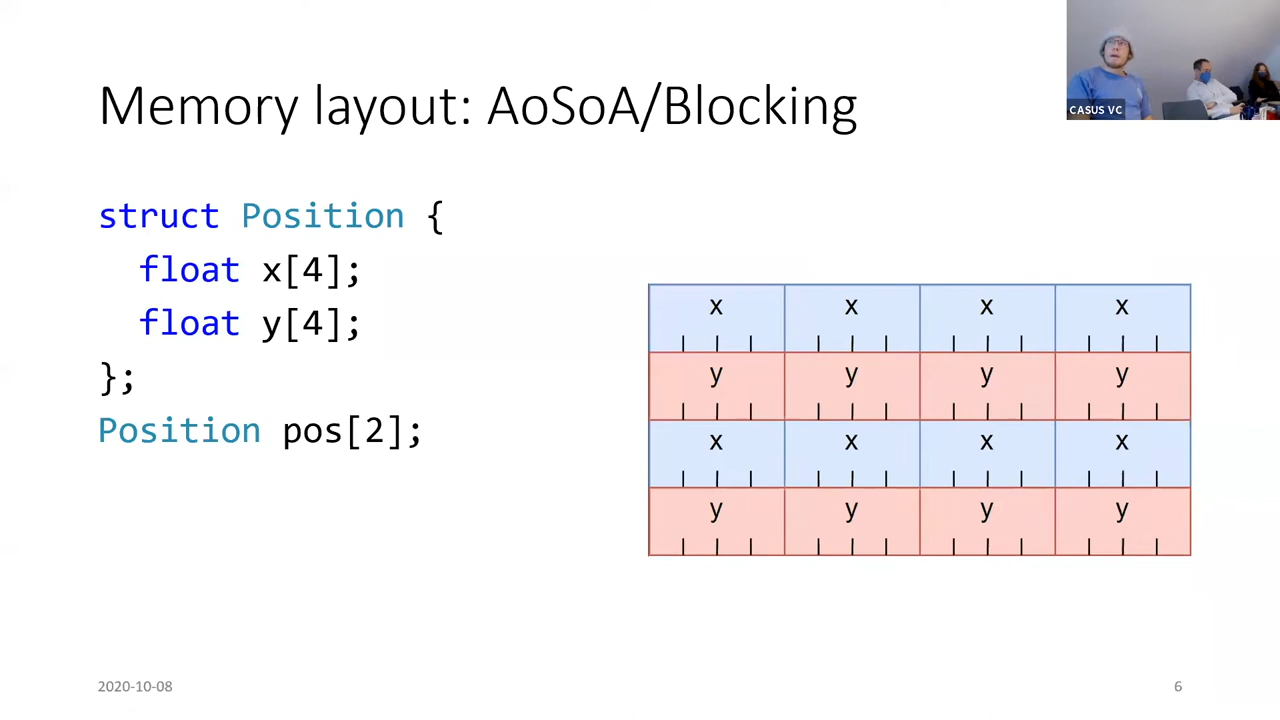 CASUS VC
Memory layout: AoSoA/Blocking
struct Position {
float x[4];
float y[4];
};
Position pos[2];
x x x x
y y y y
x x x x
y y y y
2020-10-08
6